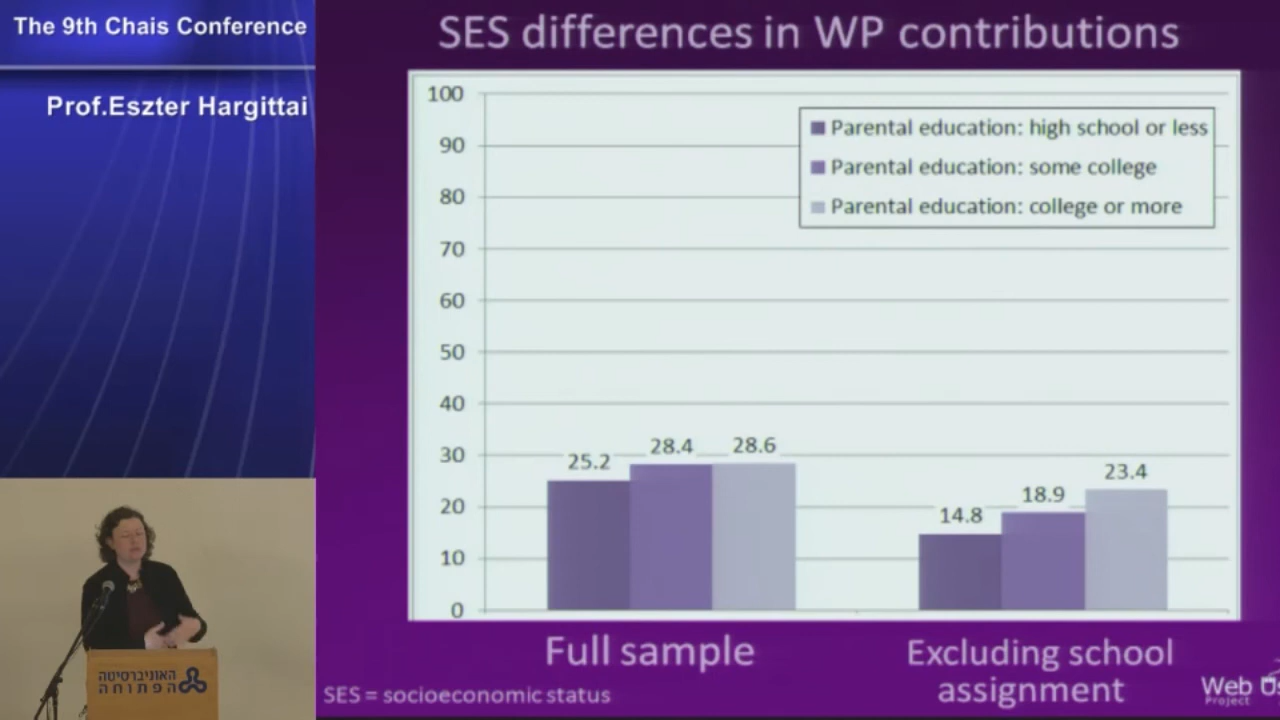 The 9th Chais Conference
Prof.Eszter Hargittai
SES differences in WP contributions
100
90
80
70
60
50
40
30
20
10
0
Parental education: high school or less
Parental education: some college
Parental education: college or more
25.2
28.4
28.6
14.8
18.9
23.4
Full sample
Excluding school
assignment
SES = socioeconomic status
Web
Project
האוניברסיטה
הפתוחה